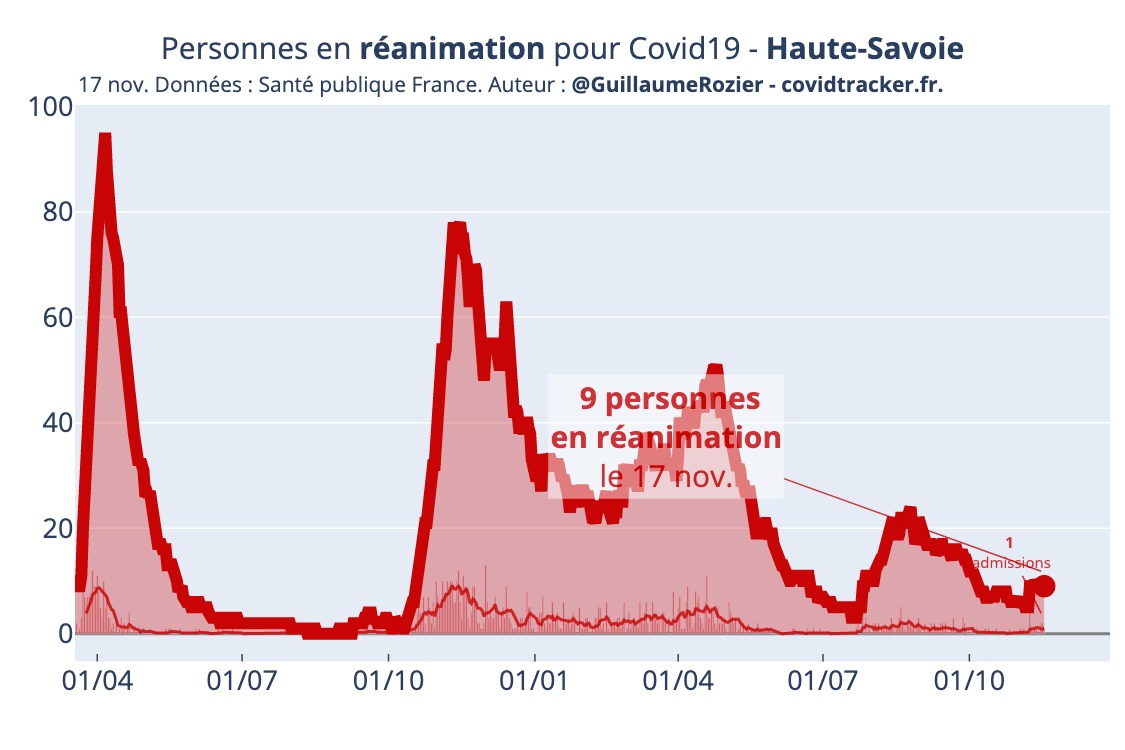 Personnes en réanimation pour Covid19 - Haute-Savoie
17 nov. Données : Santé publique France. Auteur : @GuillaumeRozier - covidtracker.fr.
100
80
60
40
20
0
9 personnes
en réanimation
le 17 nov.
1
admissions
01/04
01/07
01/10
01/01
01/04
01/07
01/10